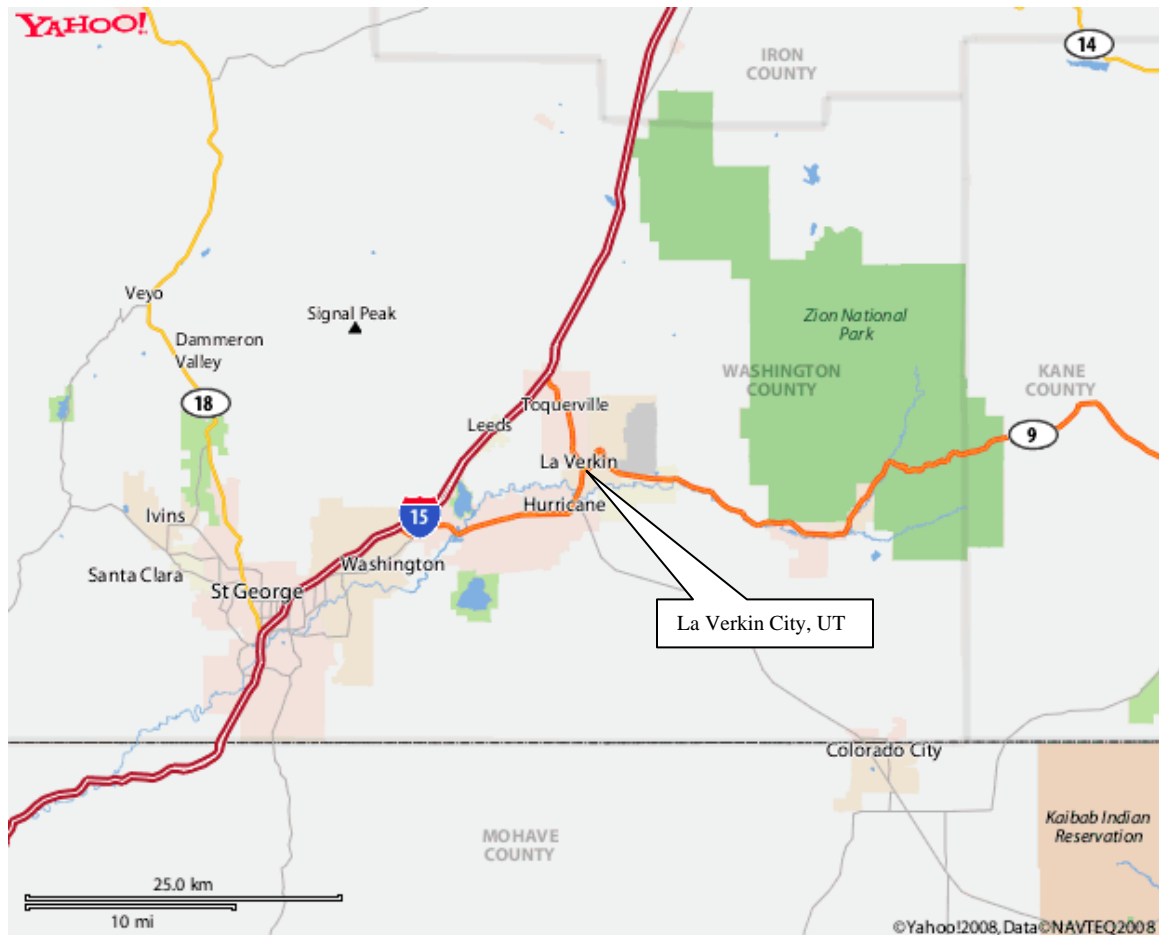 YAHOO!
IRON
COUNTY
14
Veyo
Signal Peak
Zion National
Park
Dammeron
Valley
WASHINGTON
COUNTY
KANE
COUNTY
18
Toquerville
Leeds
9
La Verkin
Hurricane
Ivins
15
Washington
Santa Clara
St George
La Verkin City, UT
Colorado City
Kaibab Indian
Reservation
MOHAVE
COUNTY
25.0 km
10 mi
©Yahoo!2008, Data©NAVTEQ2008